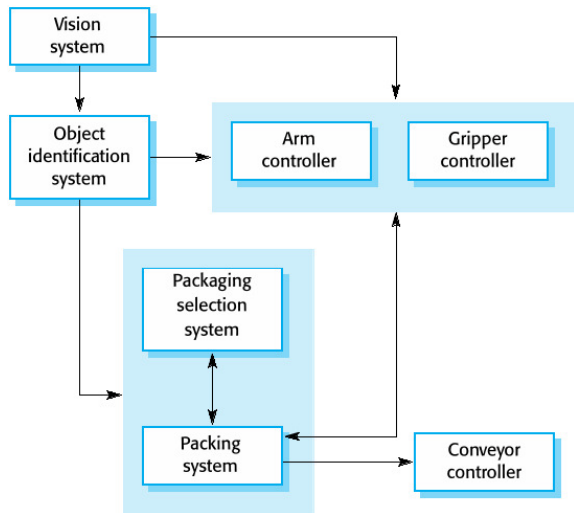 Vision
system
Object
identification
system
Arm
controller
Gripper
controller
Packaging
selection
system
Packing
system
Conveyor
controller